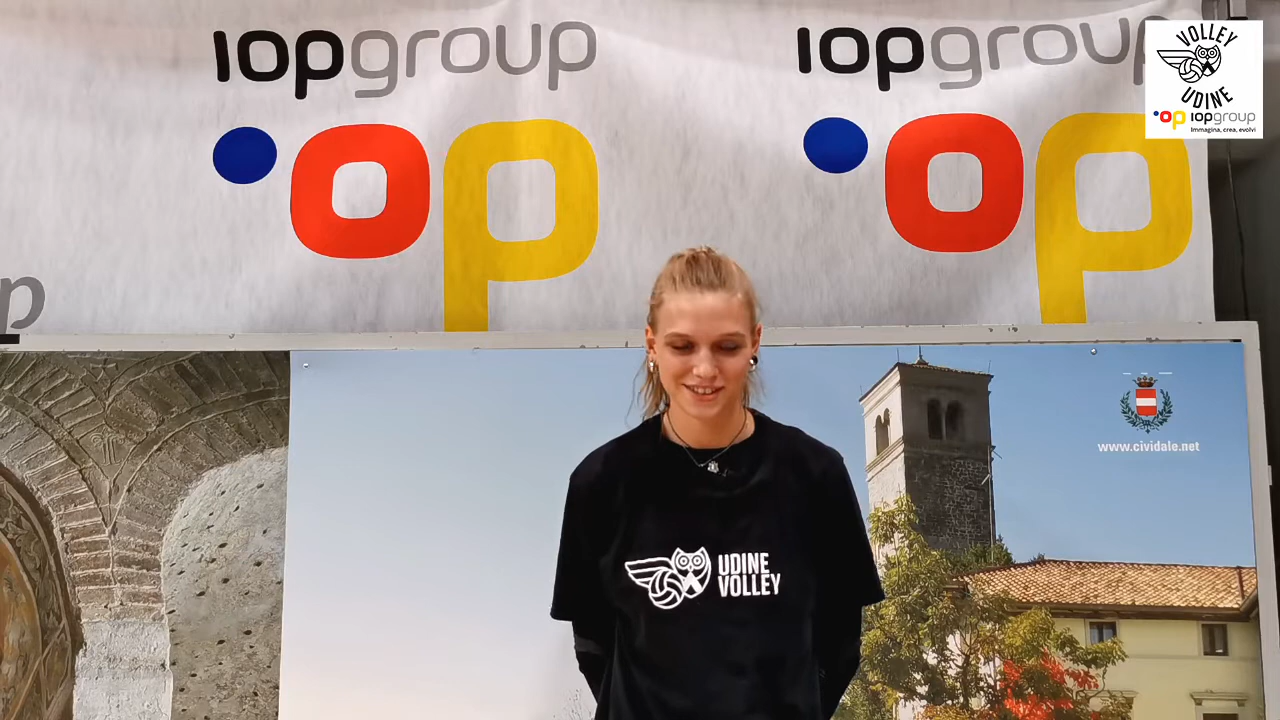 iopgroup
op
iopgroup
op
p
VOLLEY
UDINE
op iopgroup
Immagina, crea, evolvi
www.cividale.net
UDINE
VOLLEY